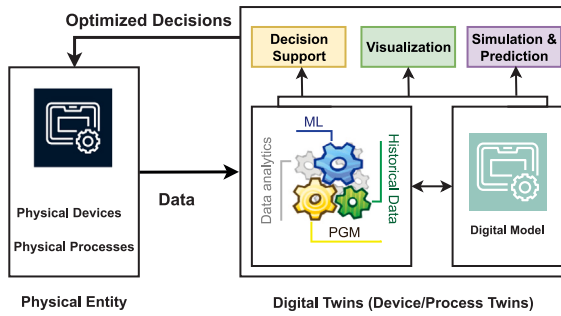 Optimized Decisions
Decision
Support
Visualization
Simulation &
Prediction
ML
Data analytics
Historical Data
PGM
Physical Devices
Physical Processes
Data
Digital Model
Physical Entity
Digital Twins (Device/Process Twins)